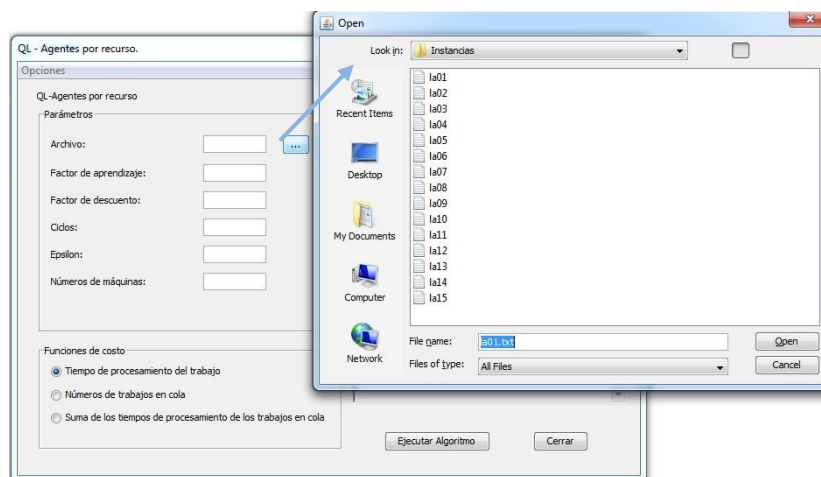 QL - Agentes por recurso.
Opciones
QL-Agentes por recurso
Parámetros
Archivo:
...
Factor de aprendizaje:
Factor de descuento:
Ciclos:
Epsilon:
Números de máquinas:
Funciones de costo
Tiempo de procesamiento del trabajo
Números de trabajos en cola
Suma de los tiempos de procesamiento de los trabajos en cola
Ejecutar Algoritmo
Cerrar
Open
Look in:
Instancias
Recent Items
Desktop
My Documents
Computer
Network
la01
la02
la03
la04
la05
la06
la07
la08
la09
la10
la11
la12
la13
la14
la15
File name:
la01.txt
Open
Files of type:
All Files
Cancel